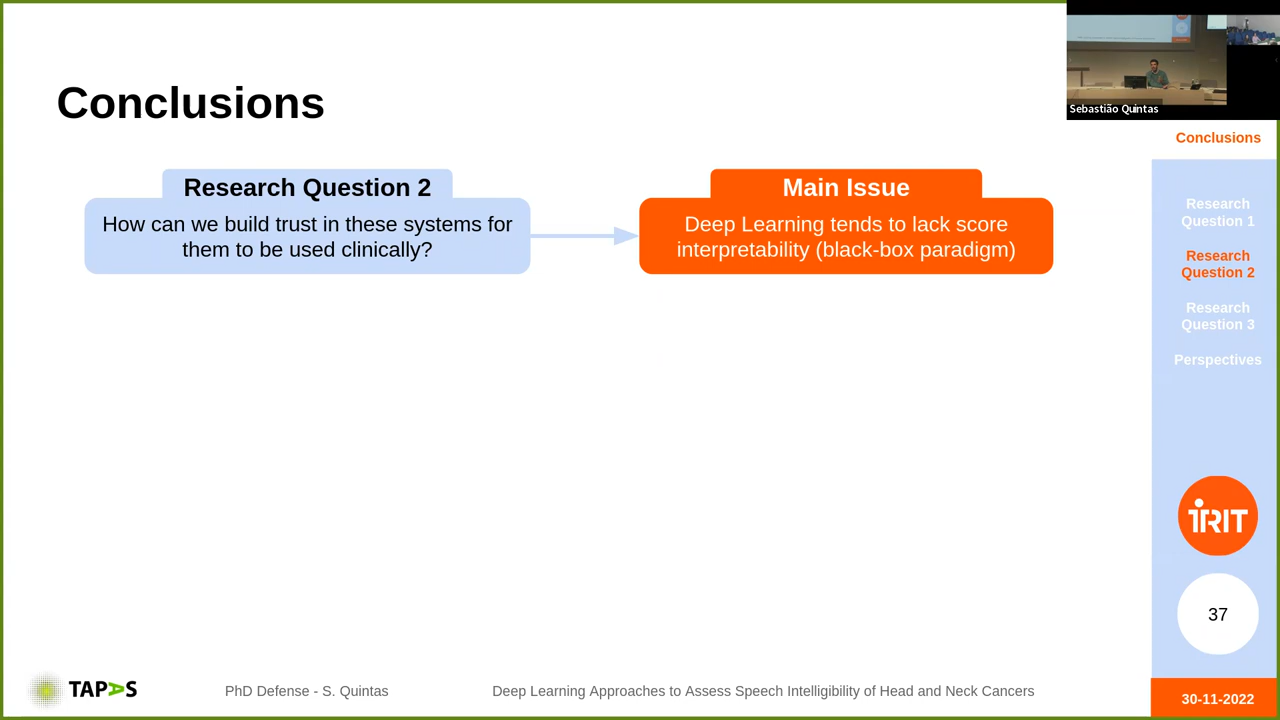 Conclusions
Research Question 2
How can we build trust in these systems for
them to be used clinically?
Main Issue
Deep Learning tends to lack score
interpretability (black-box paradigm)
Sebastião Quintas
Conclusions
Research
Question 1
Research
Question 2
Research
Question 3
Perspectives
iRIT
37
TAPAS
PhD Defense - S. Quintas
Deep Learning Approaches to Assess Speech Intelligibility of Head and Neck Cancers
30-11-2022